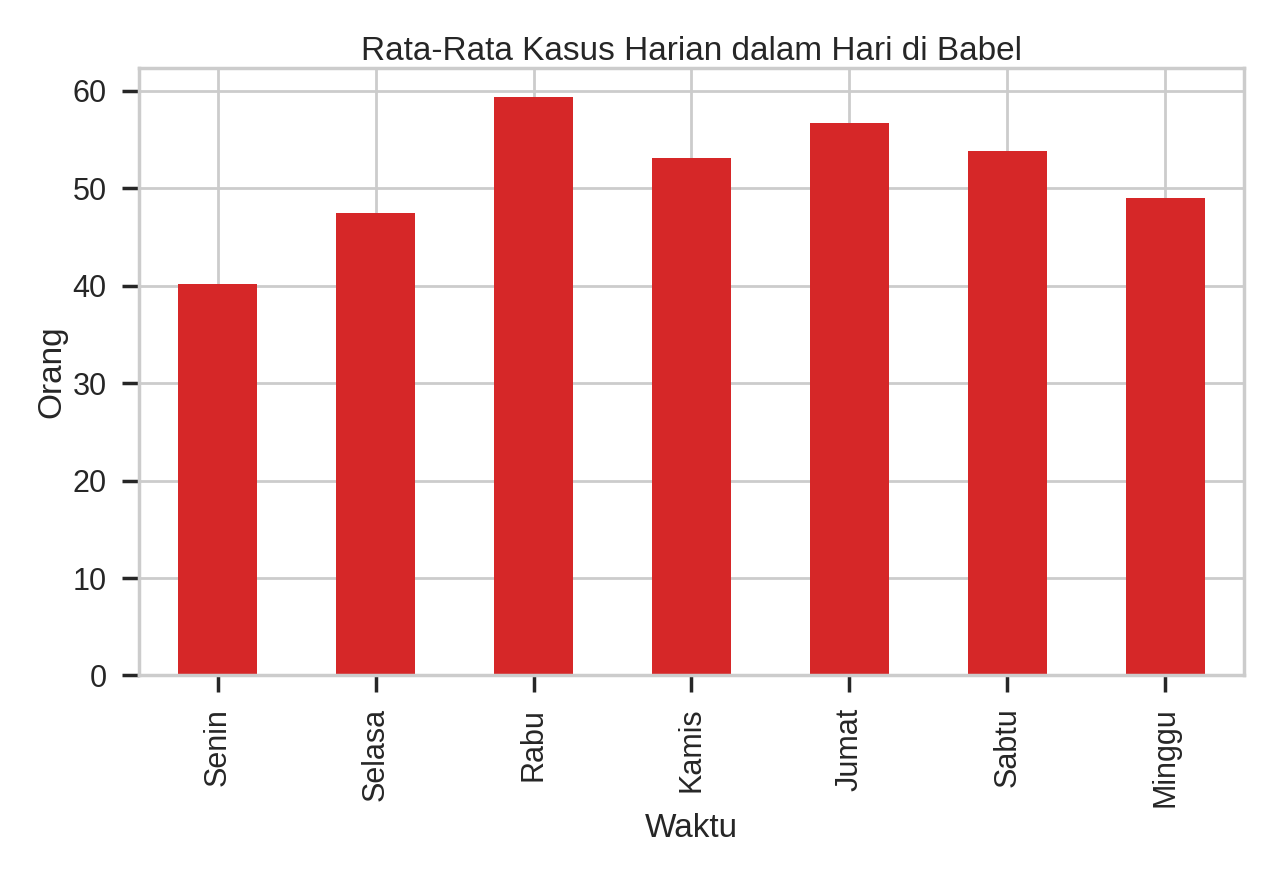 Rata-Rata Kasus Harian dalam Hari di Babel
60
50
40
30
20
10
0
Orang
Senin
Selasa
Rabu
Kamis
Jumat
Sabtu
Minggu
Waktu